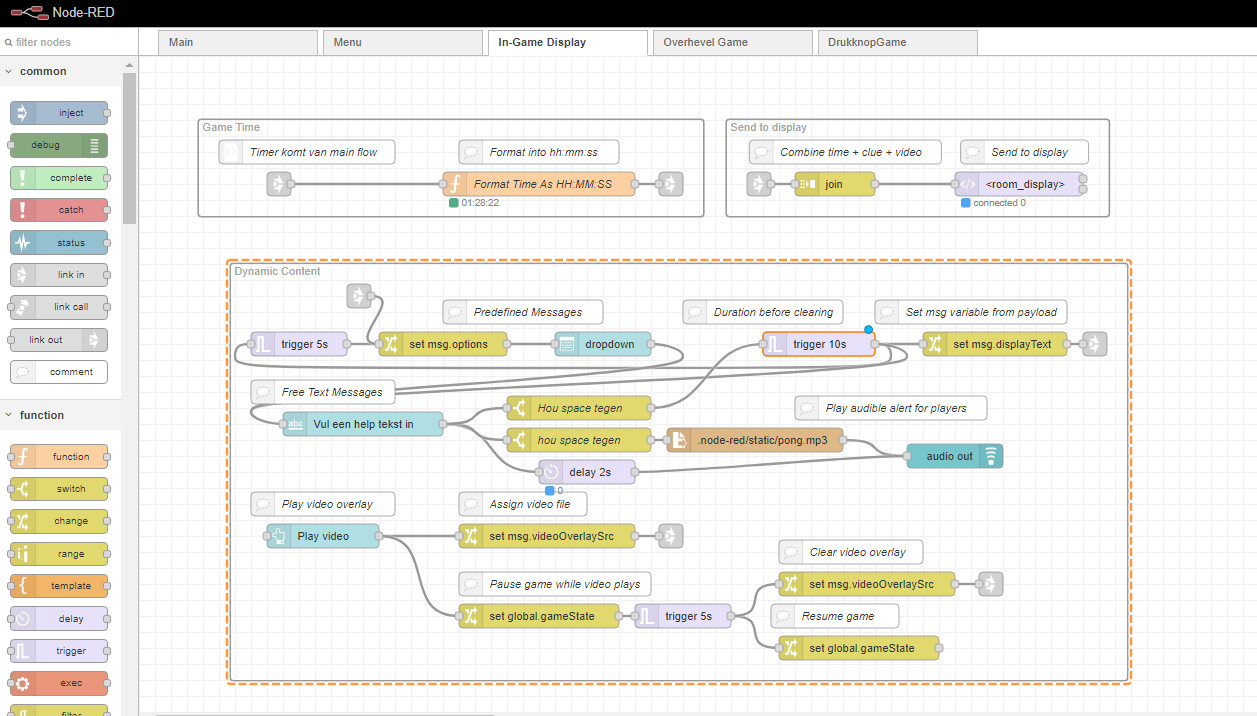 Node-RED
filter nodes
Main
Menu
In-Game Display
Overhevel Game
DrukknopGame
common
inject
debug
complete
catch
status
link in
link call
link out
comment
function
function
switch
change
range
template
delay
trigger
exec
filter
Game Time
Timer komt van main flow
Format into hh:mm:ss
Format Time As HH:MM:SS
01:28:22
Send to display
Combine time + clue + video
Send to display
join
<room_display>
connected 0
Dynamic Content
Predefined Messages
Duration before clearing
Set msg variable from payload
trigger 5s
set msg.options
dropdown
trigger 10s
set msg.displayText
Free Text Messages
Hou space tegen
Play audible alert for players
abc
Vul een help tekst in
hou space tegen
.node-red/static/pong.mp3
audio out
delay 2s
0
Play video overlay
Assign video file
Play video
set msg.videoOverlaySrc
Clear video overlay
Pause game while video plays
set msg.videoOverlaySrc
set global.gameState
trigger 5s
Resume game
set global.gameState